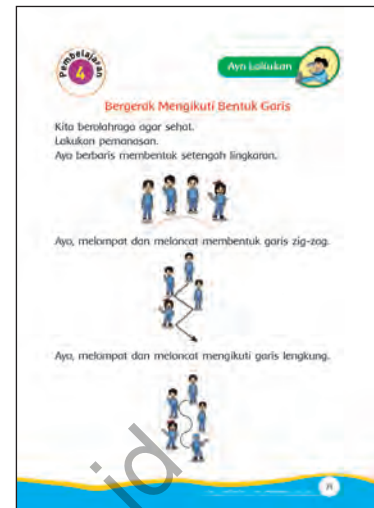 Pembelajaran
4
Ayo Lakukan
Bergerak Mengikuti Bentuk Garis
Kita berolahraga agar sehat.
Lakukan pemanasan.
Ayo berbaris membentuk setengah lingkaran.
Ayo, melompat dan meloncat membentuk garis zig-zag.
Ayo, melompat dan meloncat mengikuti garis lengkung.
id